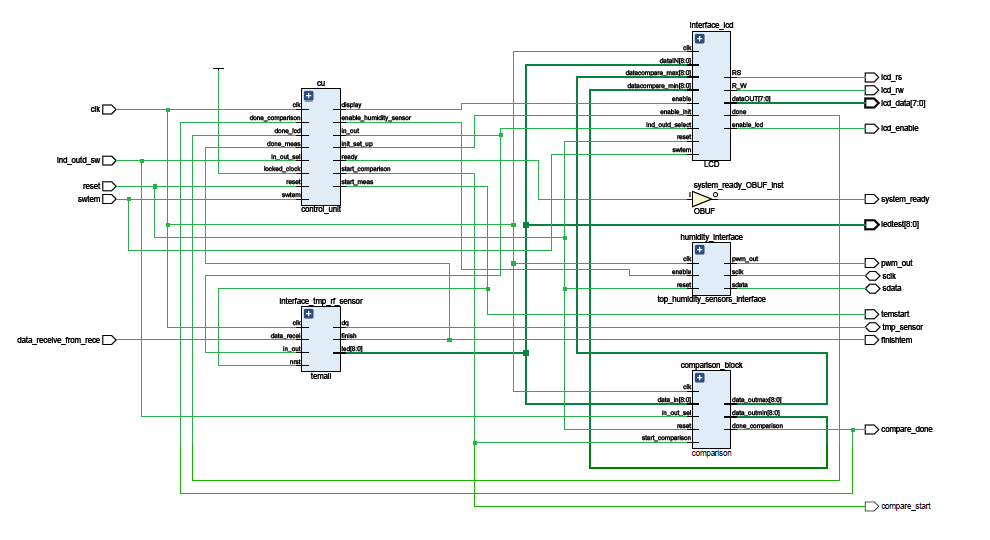 interface_lcd
clk
dataIN[8:0]
datacompare_max[8:0]
datacompare_min[8:0]
enable
enable_init
ind_outd_select
reset
swtem
RS
R_W
dataOUT[7:0]
done
enable_lcd
LCD
lcd_rs
lcd_rw
lcd_data[7:0]
lcd_enable
cu
clk
done_comparison
done_lcd
done_meas
in_out_sel
locked_clock
reset
swtem
display
enable_humidity_sensor
in_out
init_set_up
ready
start_comparison
start_meas
control_unit
clk
ind_outd_sw
reset
swtem
data_receive_from_rece
system_ready_OBUF_inst
I
O
OBUF
system_ready
ledtest[8:0]
humidity_interface
clk
enable
reset
pwm_out
sclk
sdata
top_humidity_sensors_interface
pwm_out
sclk
sdata
temstart
tmp_sensor
finishtem
interface_tmp_rf_sensor
clk
data_recei
in_out
nrst
dq
finish
led[8:0]
temall
comparison_block
clk
data_in[8:0]
in_out_sel
reset
start_comparison
data_outmax[8:0]
data_outmin[8:0]
done_comparison
comparison
compare_done
compare_start